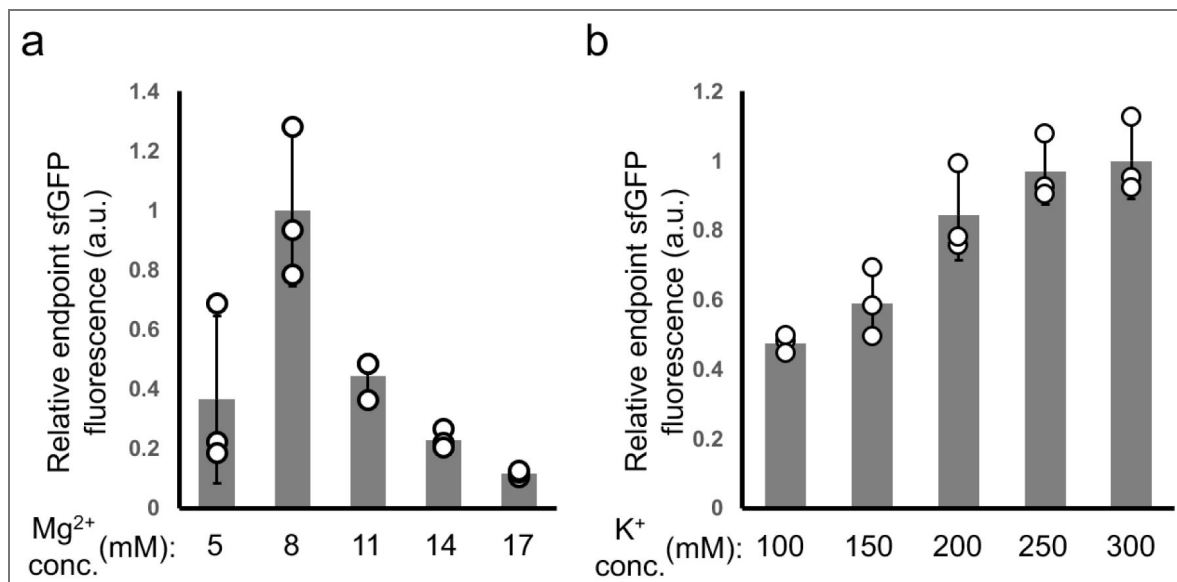 a
1.4
1.2
1
0.8
0.6
0.4
0.2
0
Relative endpoint sfGFP
fluorescence (a.u.)
Mg²⁺
conc.
(mM):
5 8 11 14 17
b
1.2
1
0.8
0.6
0.4
0.2
0
Relative endpoint sfGFP
fluorescence (a.u.)
K⁺
conc.
(mM):
100 150 200 250 300